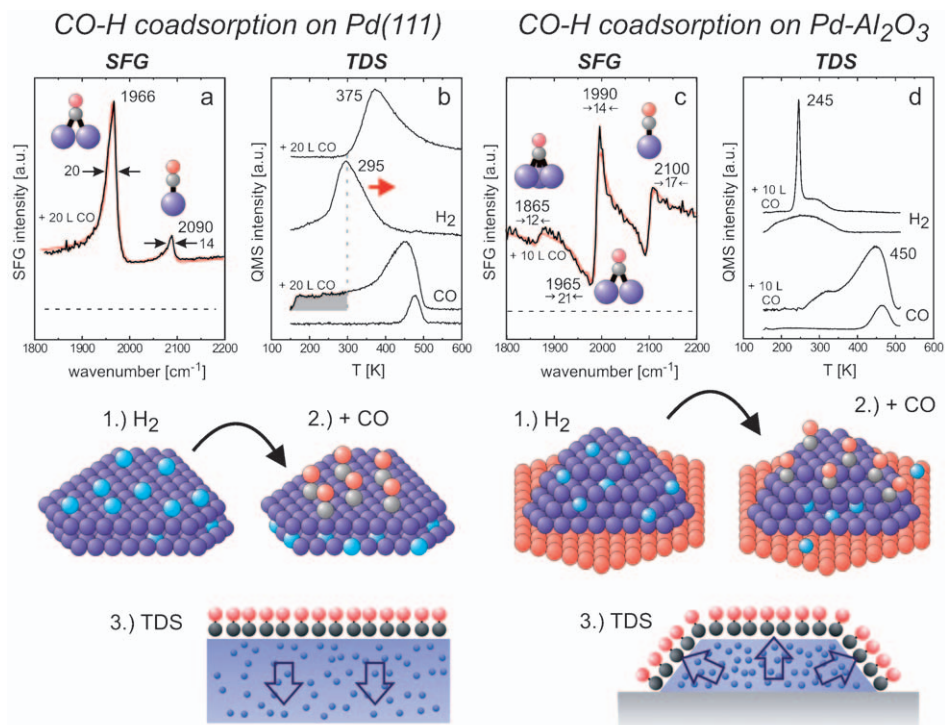 CO-H coadsorption on Pd(111)
CO-H coadsorption on Pd-Al2O3
SFG
TDS
SFG
TDS
a
1966
20
2090
14
+ 20 L CO
SFG intensity [a.u.]
1800 1900 2000 2100 2200
wavenumber [cm-1]
b
375
+ 20 L CO
295
H2
+ 20 L CO
CO
QMS intensity [a.u.]
100 200 300 400 500 600
T [K]
c
1990
→14←
2100
→17←
1865
→12←
+ 10 L CO
1965
→21←
SFG intensity [a.u.]
1800 1900 2000 2100 2200
wavenumber [cm-1]
d
245
+ 10 L
CO
H2
450
+ 10 L
CO
CO
QMS intensity [a.u.]
100 200 300 400 500 600
T [K]
1.) H2
2.) + CO
1.) H2
2.) + CO
3.) TDS
3.) TDS